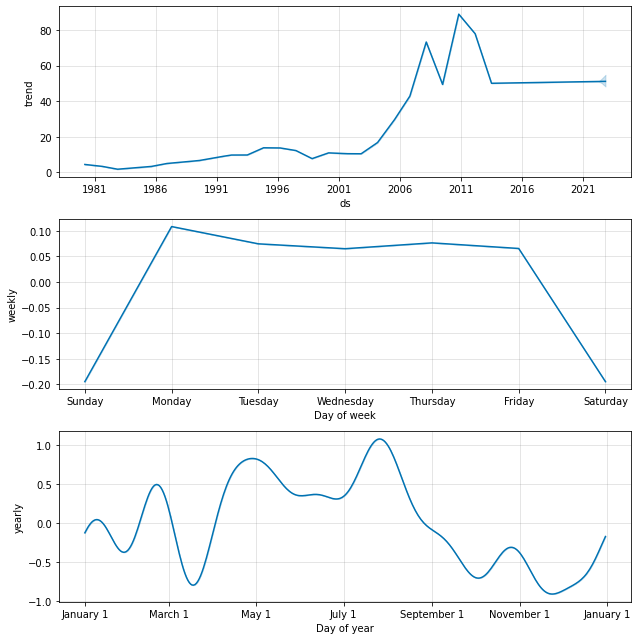 80
60
40
20
0
trend
1981 1986 1991 1996 2001 2006 2011 2016 2021
ds
0.10
0.05
0.00
−0.05
−0.10
−0.15
−0.20
weekly
Sunday Monday Tuesday Wednesday Thursday Friday Saturday
Day of week
1.0
0.5
0.0
−0.5
−1.0
yearly
January 1 March 1 May 1 July 1 September 1 November 1 January 1
Day of year